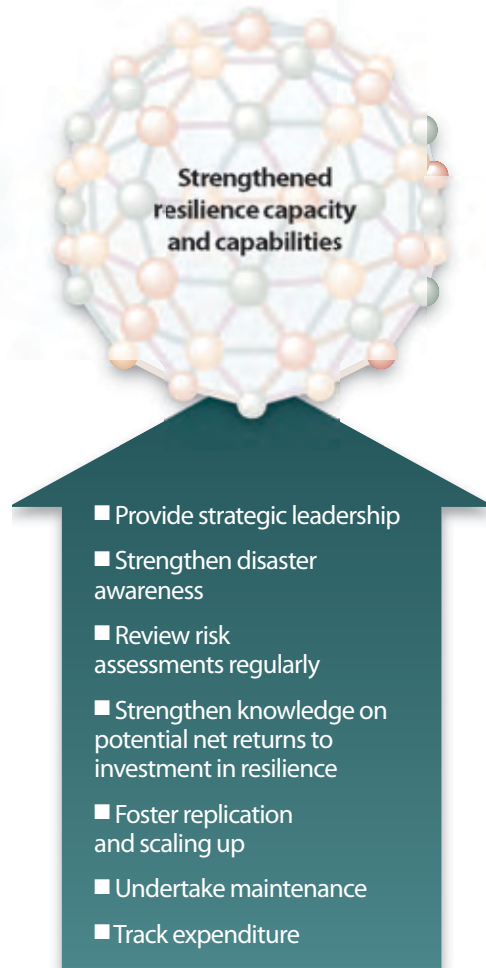 Strengthened
resilience capacity
and capabilities
■ Provide strategic leadership
■ Strengthen disaster
awareness
■ Review risk
assessments regularly
■ Strengthen knowledge on
potential net returns to
investment in resilience
■ Foster replication
and scaling up
■ Undertake maintenance
■ Track expenditure